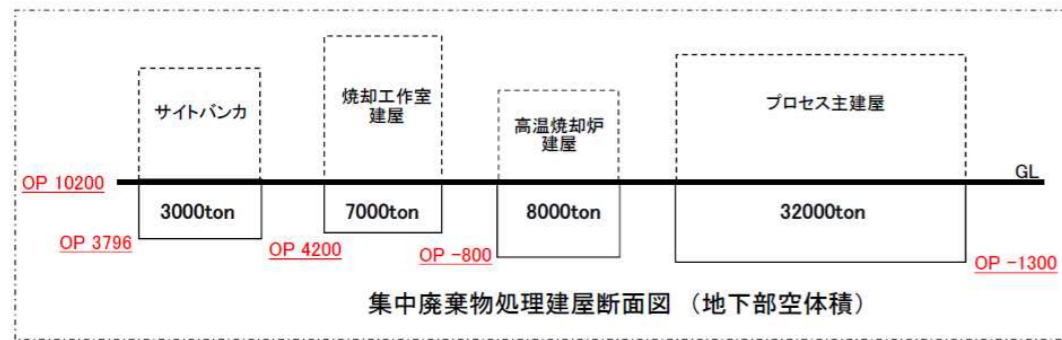 サイトバンカ
焼却工作室
建屋
高温焼却炉
建屋
プロセス主建屋
OP 10200
GL
3000ton
7000ton
8000ton
32000ton
OP 3796
OP 4200
OP -800
OP -1300
集中廃棄物処理建屋断面図 （地下部空体積）